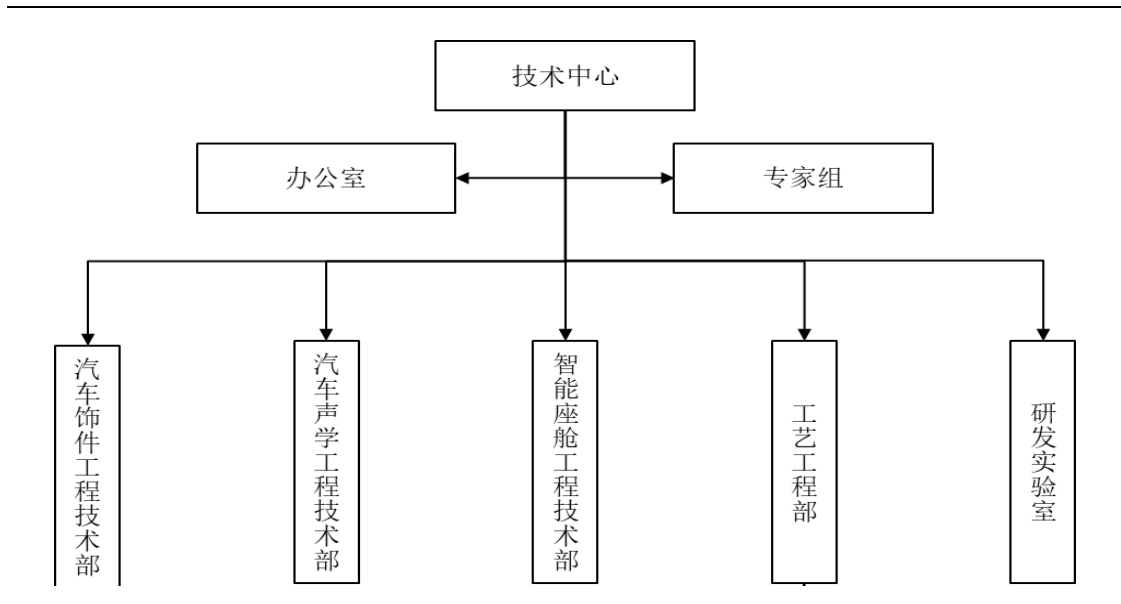 技术中心
办公室
专家组
汽车饰件工程技术部
汽车声学工程技术部
智能座舱工程技术部
工艺工程部
研发实验室